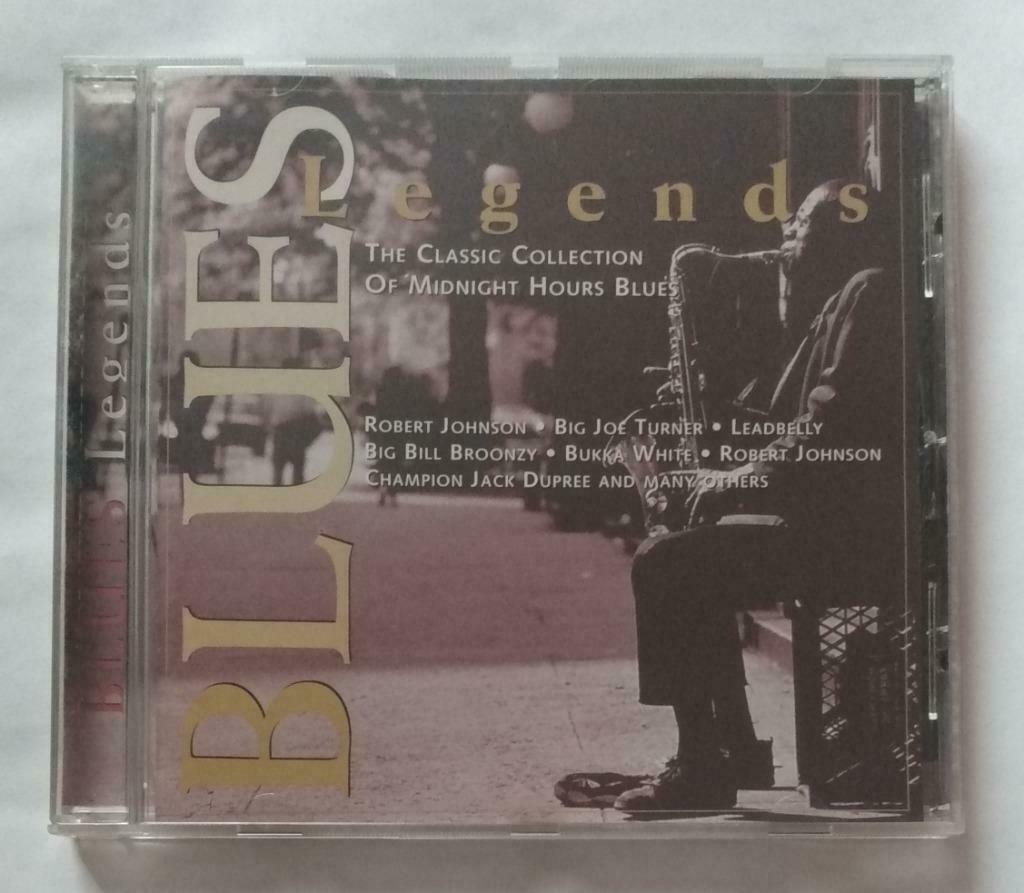 BLUES Legends
BLUES
Legends
THE CLASSIC COLLECTION
OF MIDNIGHT HOURS BLUES
ROBERT JOHNSON • BIG JOE TURNER • LEADBELLY
BIG BILL BROONZY • BUKKA WHITE • ROBERT JOHNSON
CHAMPION JACK DUPREE AND MANY OTHERS